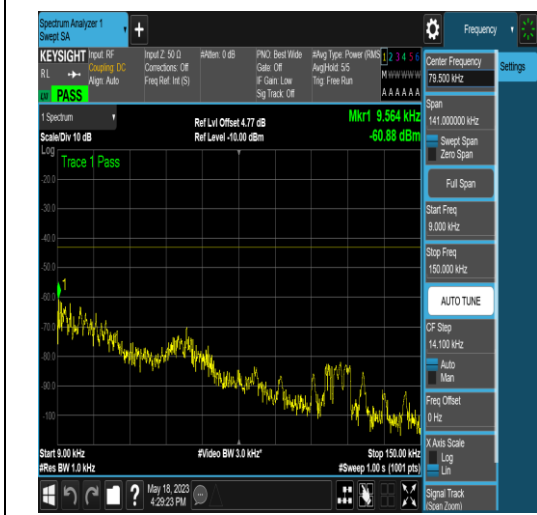 Spectrum Analyzer 1
Swept SA
Frequency
KEYSIGHT
RL
PASS
Input: RF
Coupling: DC
Align: Auto
Input Z: 50 Ω
Corrections: Off
Freq Ref: Int (S)
#Atten: 0 dB
PNO: Best Wide
Gate: Off
IF Gain: Low
Sig Track: Off
#Avg Type: Power (RMS
Avg|Hold: 5/5
Trig: Free Run
1 2 3 4 5 6
M W W W W W
A A A A A A
1 Spectrum
Scale/Div 10 dB
Log
Ref Lvl Offset 4.77 dB
Ref Level -10.00 dBm
Mkr1 9.564 kHz
-60.88 dBm
Trace 1 Pass
1
-20.0
-30.0
-40.0
-50.0
-60.0
-70.0
-80.0
-90.0
-100
Start 9.00 kHz
#Res BW 1.0 kHz
#Video BW 3.0 kHz*
Stop 150.00 kHz
#Sweep 1.00 s (1001 pts)
May 18, 2023
4:29:23 PM
Center Frequency
79.500 kHz
Settings
Span
141.000000 kHz
Swept Span
Zero Span
Full Span
Start Freq
9.000 kHz
Stop Freq
150.000 kHz
AUTO TUNE
CF Step
14.100 kHz
Auto
Man
Freq Offset
0 Hz
X Axis Scale
Log
Lin
Signal Track
(Span Zoom)